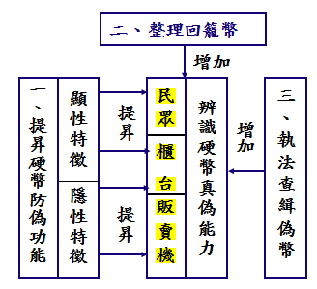 二、整理回籠幣
增加
一、提昇硬幣防偽功能
顯性特徵
隱性特徵
提昇
提昇
民眾
櫃台
販賣機
辨識硬幣真偽能力
增加
三、執法查緝偽幣